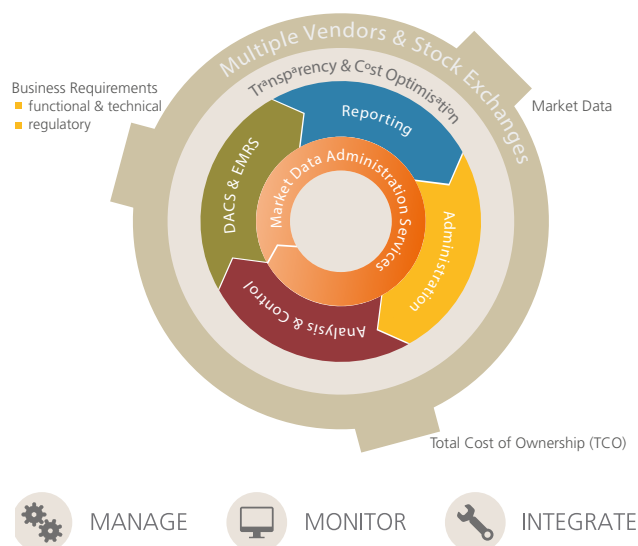 Multiple Vendors & Stock Exchanges
Transparency & Cost Optimisation
Business Requirements
functional & technical
regulatory
Market Data
Reporting
DACS & EMRS
Market Data Administration Services
Administration
Analysis & Control
Total Cost of Ownership (TCO)
MANAGE
MONITOR
INTEGRATE